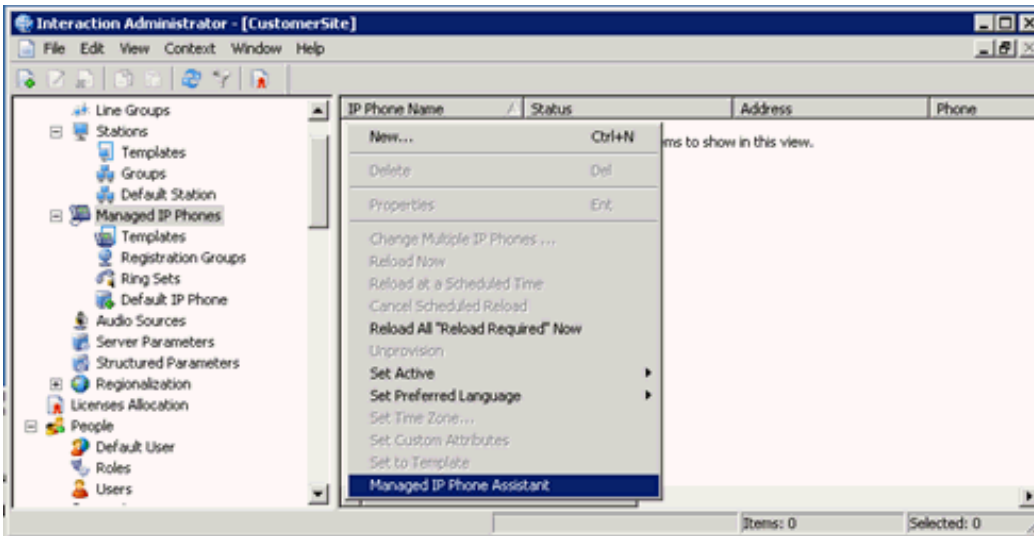 Interaction Administrator - [CustomerSite]
File Edit View Context Window Help
Line Groups
Stations
Templates
Groups
Default Station
Managed IP Phones
Templates
Registration Groups
Ring Sets
Default IP Phone
Audio Sources
Server Parameters
Structured Parameters
Regionalization
Licenses Allocation
People
Default User
Roles
Users
IP Phone Name Status Address Phone
ms to show in this view.
New... Ctrl+N
Delete Del
Properties Ent
Change Multiple IP Phones ...
Reload Now
Reload at a Scheduled Time
Cancel Scheduled Reload
Reload All "Reload Required" Now
Unprovision
Set Active
Set Preferred Language
Set Time Zone...
Set Custom Attributes
Set to Template
Managed IP Phone Assistant
Items: 0 Selected: 0